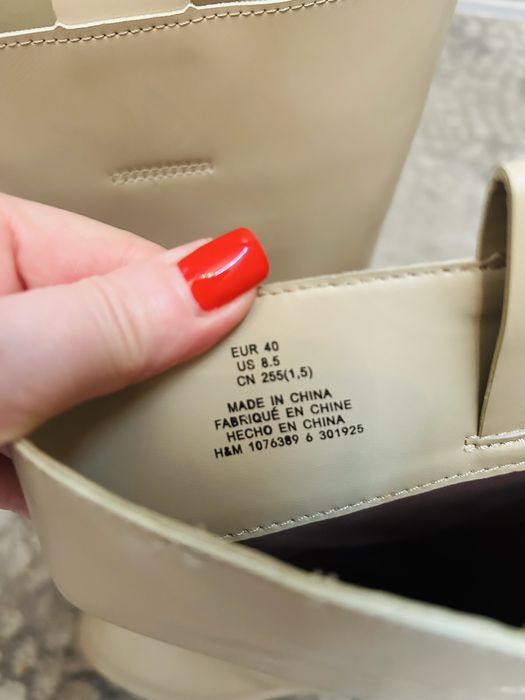 EUR 40
US 8.5
CN 255(1,5)
MADE IN CHINA
FABRIQUÉ EN CHINE
HECHO EN CHINA
H&M 1076389 6 301925